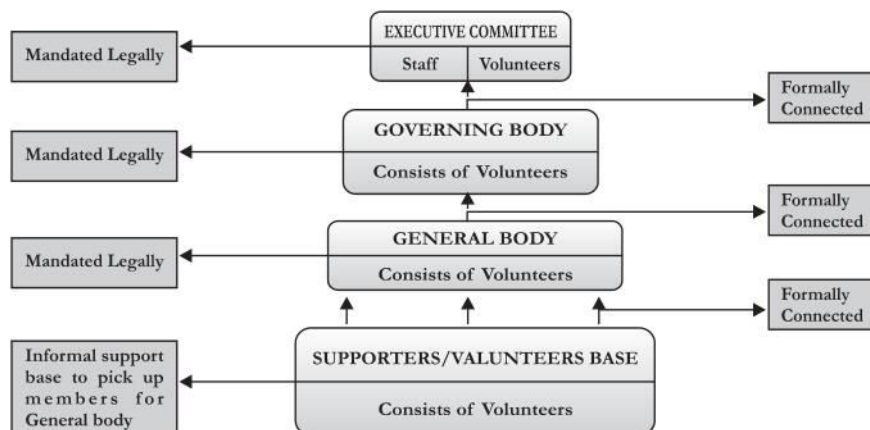 EXECUTIVE COMMITTEE
Mandated Legally
Staff
Volunteers
Formally
Connected
GOVERNING BODY
Mandated Legally
Consists of Volunteers
Formally
Connected
GENERAL BODY
Mandated Legally
Consists of Volunteers
Formally
Connected
SUPPORTERS/VALUNTEERS BASE
Informal support
base to pick up
members for
General body
Consists of Volunteers